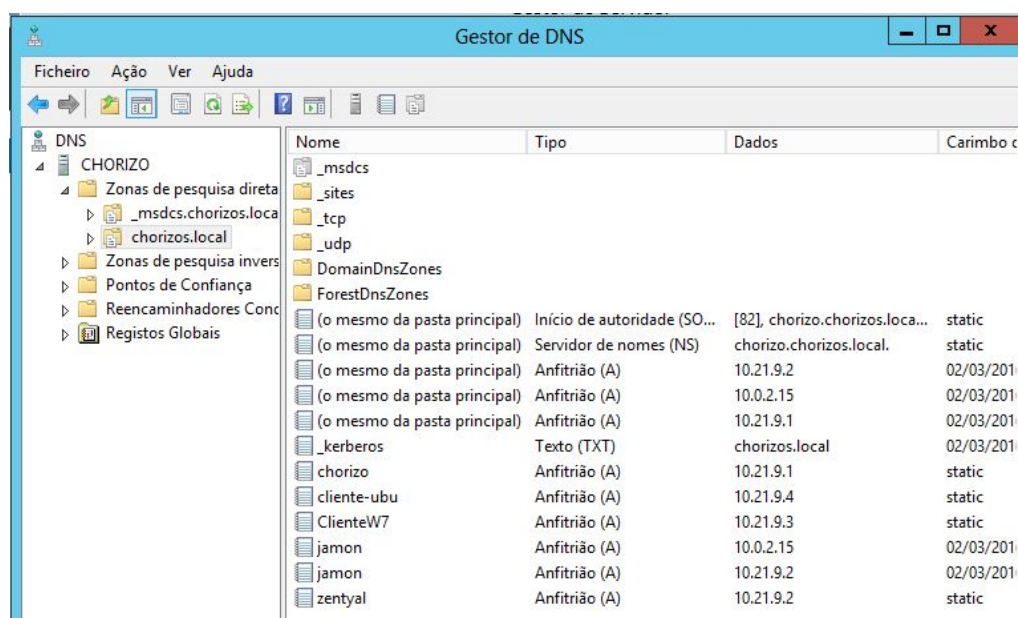 Gestor de DNS
Ficheiro Ação Ver Ajuda
DNS
CHORIZO
Zonas de pesquisa direta
_msdcs.chorizos.loca
chorizos.local
Zonas de pesquisa invers
Pontos de Confiança
Reencaminhadores Conc
Registos Globais
Nome Tipo Dados Carimbo c
_msdcs
_sites
_tcp
_udp
DomainDnsZones
ForestDnsZones
(o mesmo da pasta principal) Início de autoridade (SO... [82], chorizo.chorizos.loca... static
(o mesmo da pasta principal) Servidor de nomes (NS) chorizo.chorizos.local. static
(o mesmo da pasta principal) Anfitrião (A) 10.21.9.2 02/03/201
(o mesmo da pasta principal) Anfitrião (A) 10.0.2.15 02/03/201
(o mesmo da pasta principal) Anfitrião (A) 10.21.9.1 02/03/201
_kerberos Texto (TXT) chorizos.local 02/03/201
chorizo Anfitrião (A) 10.21.9.1 static
cliente-ubu Anfitrião (A) 10.21.9.4 static
ClienteW7 Anfitrião (A) 10.21.9.3 static
jamon Anfitrião (A) 10.0.2.15 02/03/201
jamon Anfitrião (A) 10.21.9.2 02/03/201
zentyal Anfitrião (A) 10.21.9.2 static